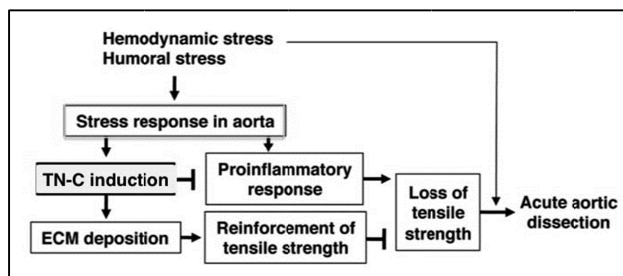 Hemodynamic stress
Humoral stress
Stress response in aorta
TN-C induction
Proinflammatory
response
Loss of
tensile
strength
Acute aortic
dissection
ECM deposition
Reinforcement of
tensile strength